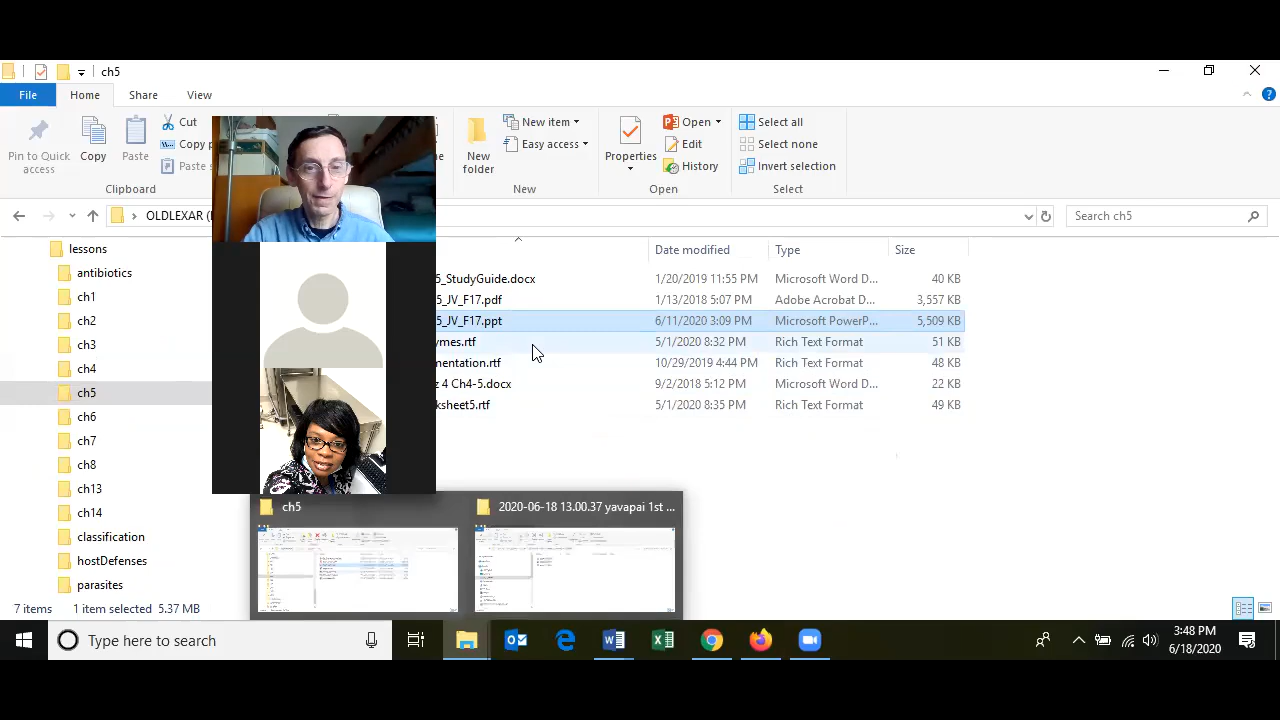 ch5
File Home Share View
Cut
Copy
Paste
Pin to Quick Access
Copy
Paste
New folder
New item
Easy access
Properties
Open
Edit
History
Select all
Select none
Invert selection
Clipboard
New
Open
Select
OLDLEXAR
Search ch5
lessons
antibiotics
ch1
ch2
ch3
ch4
ch5
ch6
ch7
ch8
ch13
ch14
classification
helminthes
pathogenies
Date modified Type Size
5_StudyGuide.docx 1/20/2019 11:55 PM Microsoft Word D... 40 KB
5_JV_F17.pdf 1/13/2018 5:07 PM Adobe Acrobat D... 3,557 KB
5_JV_F17.ppt 6/11/2020 3:09 PM Microsoft PowerP... 5,509 KB
ymes.rtf 5/1/2020 8:32 PM Rich Text Format 51 KB
mentation.rtf 10/29/2019 4:44 PM Rich Text Format 48 KB
z 4 Ch4-5.docx 9/2/2018 5:12 PM Microsoft Word D... 22 KB
ksheet5.rtf 5/1/2020 8:35 PM Rich Text Format 49 KB
ch5
2020-06-18 13.00.37 yavapai 1st ...
7 items 1 item selected 5.37 MB
Type here to search
3:48 PM
6/18/2020